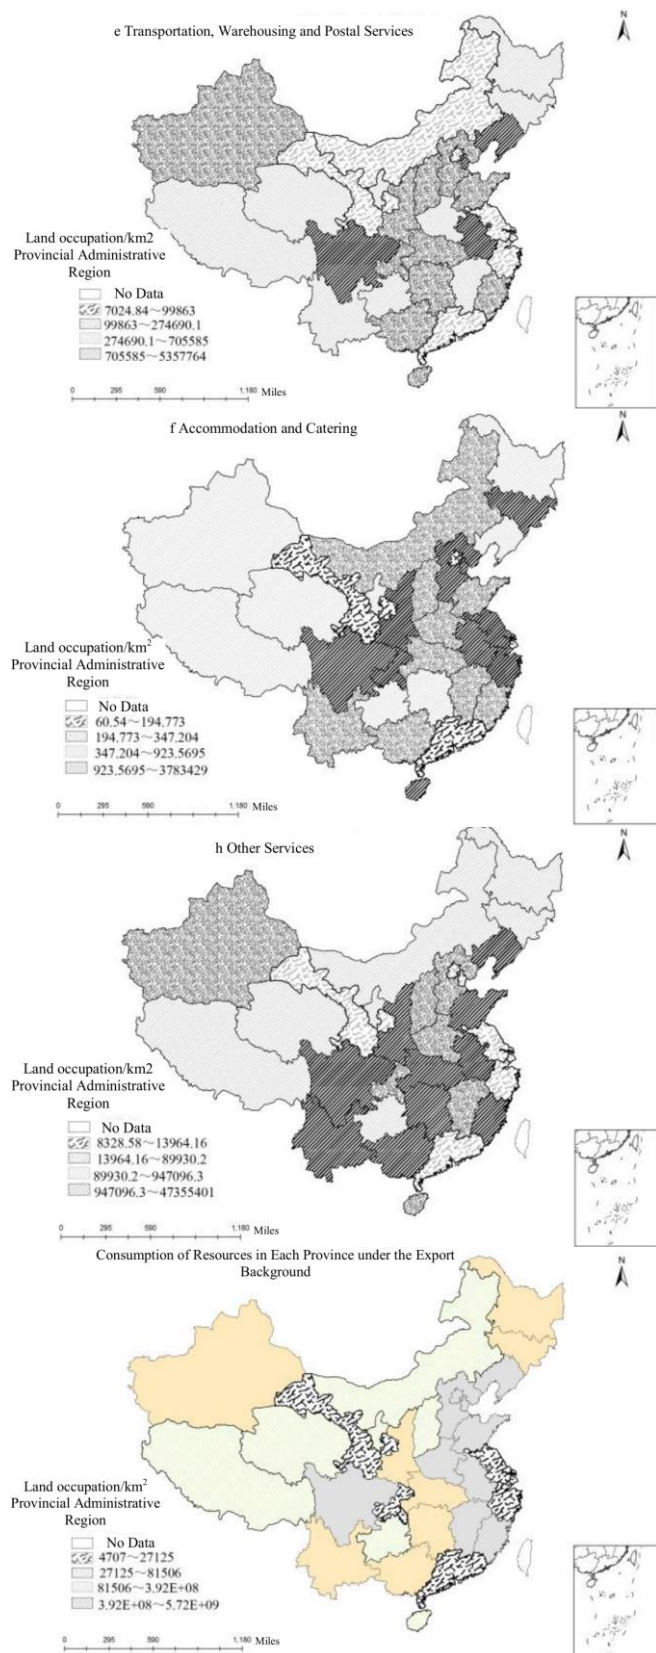 N
e Transportation, Warehousing and Postal Services
Land occupation/km2
Provincial Administrative
Region
No Data
7024.84～99863
99863～274690.1
274690.1～705585
705585～5357764
0 295 590 1,180 Miles
N
f Accommodation and Catering
Land occupation/km²
Provincial Administrative
Region
No Data
60.54～194.773
194.773～347.204
347.204～923.5695
923.5695～3783429
0 295 590 1,180 Miles
N
h Other Services
Land occupation/km2
Provincial Administrative
Region
No Data
8328.58～13964.16
13964.16～89930.2
89930.2～947096.3
947096.3～47355401
0 295 590 1,180 Miles
N
Consumption of Resources in Each Province under the Export
Background
Land occupation/km²
Provincial Administrative
Region
No Data
4707～27125
27125～81506
81506～3.92E+08
3.92E+08～5.72E+09
0 295 590 1,180 Miles